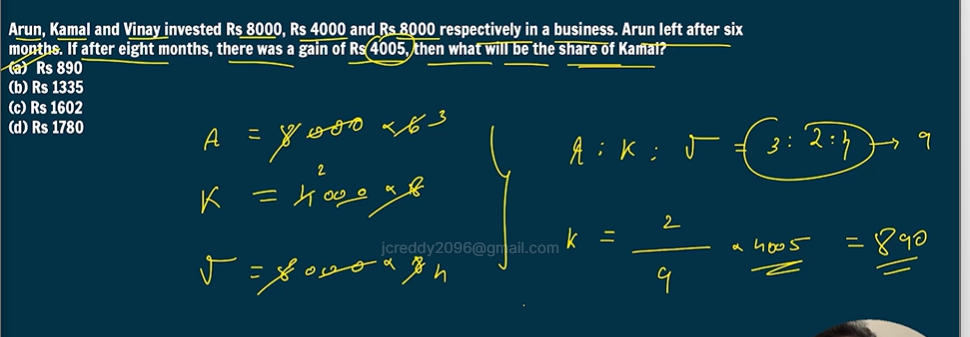 Arun, Kamal and Vinay invested Rs 8000, Rs 4000 and Rs 8000 respectively in a business. Arun left after six
months. If after eight months, there was a gain of Rs 4005, then what will be the share of Kamal?
(a) Rs 890
(b) Rs 1335
(c) Rs 1602
(d) Rs 1780
A = 8000 × 6 3
A : K : V = 3 : 2 : 4 → 9
2
K = 4000 × 8
K = 2/9 × 4005 = 890
jcreddy2096@gmail.com
V = 8000 × 8 4